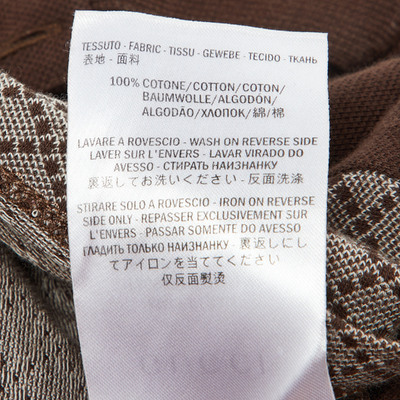 TESSUTO - FABRIC - TISSU - GEWEBE - TECIDO - ТКАНЬ
表地 - 面料
100% COTONE/COTTON/COTON/
BAUMWOLLE/ALGODÓN/
ALGODÃO/ХЛОПОК/綿/棉
LAVARE A ROVESCIO - WASH ON REVERSE SIDE
LAVER SUR L'ENVERS - LAVAR VIRADO DO
AVESSO - СТИРАТЬ НАИЗНАНКУ
裏返してお洗いください - 反面洗涤
STIRARE SOLO A ROVESCIO - IRON ON REVERSE
SIDE ONLY - REPASSER EXCLUSIVEMENT SUR
L'ENVERS - PASSAR SOMENTE DO AVESSO
ГЛАДИТЬ ТОЛЬКО НАИЗНАНКУ - 裏返しにし
てアイロンを当ててください
仅反面熨烫
GUCCI